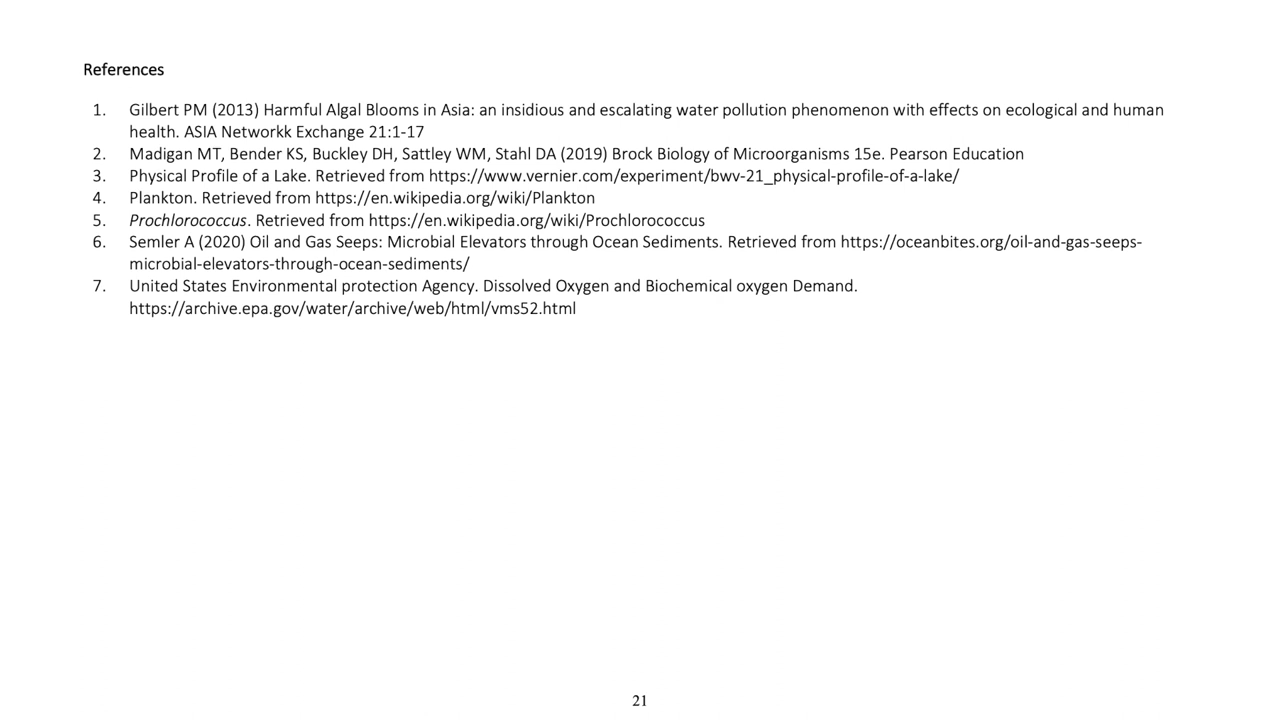 References
1. Gilbert PM (2013) Harmful Algal Blooms in Asia: an insidious and escalating water pollution phenomenon with effects on ecological and human
health. ASIA Networkk Exchange 21:1-17
2. Madigan MT, Bender KS, Buckley DH, Sattley WM, Stahl DA (2019) Brock Biology of Microorganisms 15e. Pearson Education
3. Physical Profile of a Lake. Retrieved from https://www.vernier.com/experiment/bwv-21_physical-profile-of-a-lake/
4. Plankton. Retrieved from https://en.wikipedia.org/wiki/Plankton
5. Prochlorococcus. Retrieved from https://en.wikipedia.org/wiki/Prochlorococcus
6. Semler A (2020) Oil and Gas Seeps: Microbial Elevators through Ocean Sediments. Retrieved from https://oceanbites.org/oil-and-gas-seeps-
microbial-elevators-through-ocean-sediments/
7. United States Environmental protection Agency. Dissolved Oxygen and Biochemical oxygen Demand.
https://archive.epa.gov/water/archive/web/html/vms52.html
21